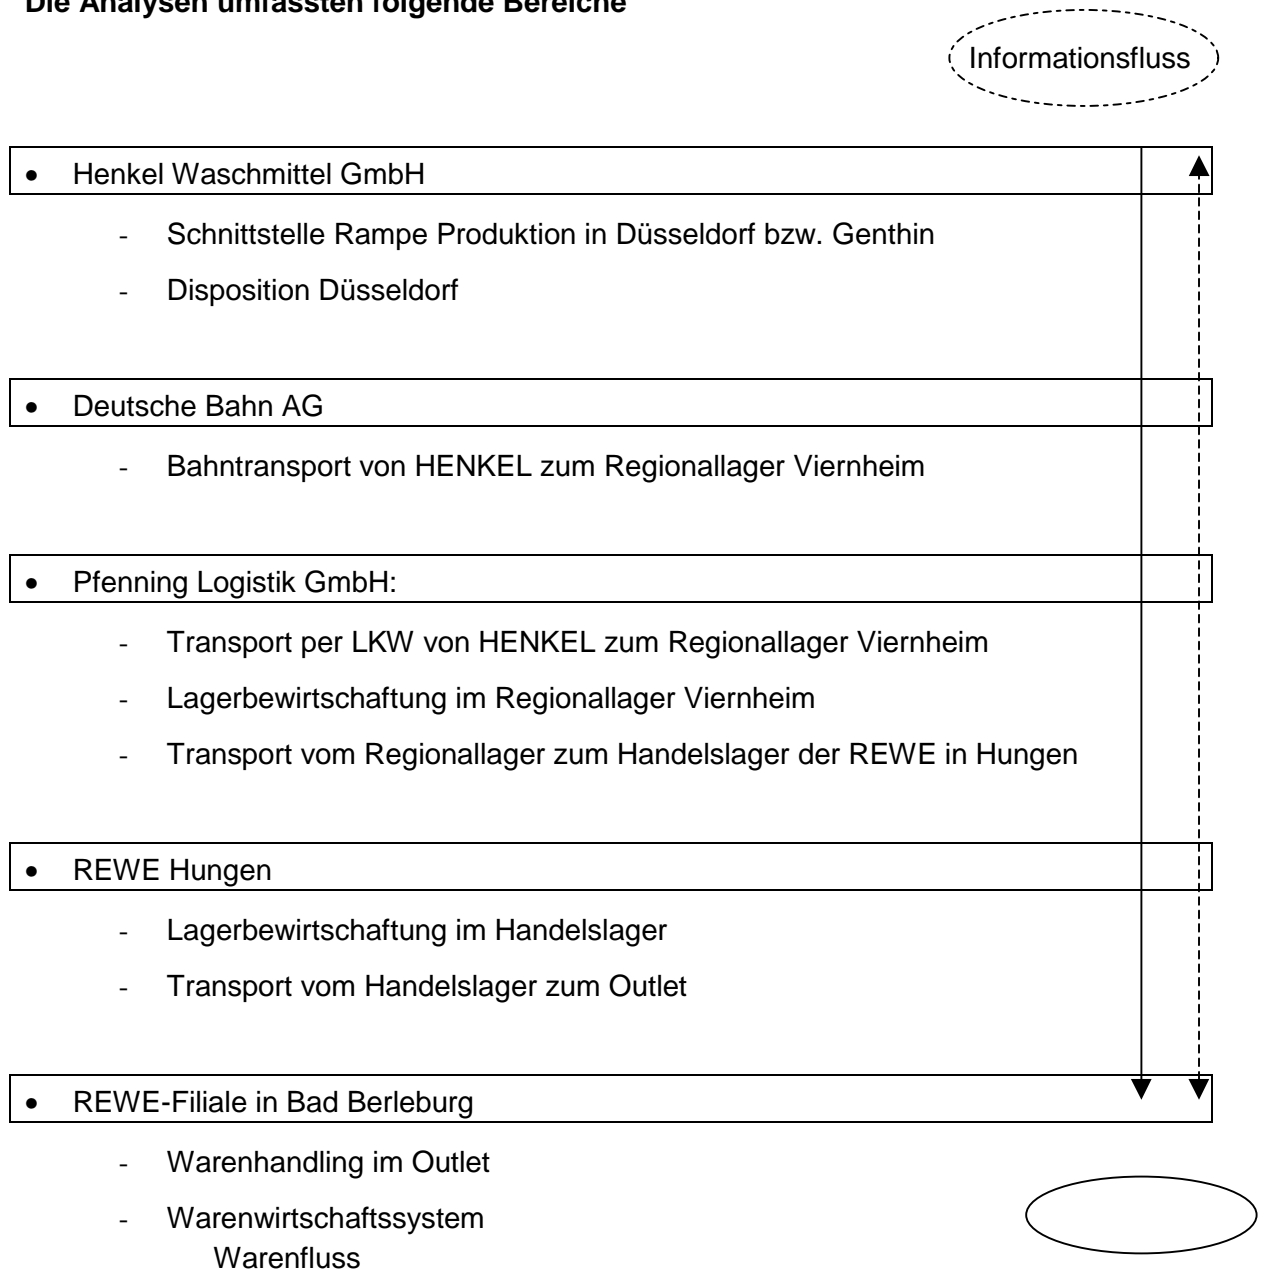 Die Analysen umfassten folgende Bereiche
Informationsfluss
• Henkel Waschmittel GmbH
- Schnittstelle Rampe Produktion in Düsseldorf bzw. Genthin
- Disposition Düsseldorf
• Deutsche Bahn AG
- Bahntransport von HENKEL zum Regionallager Viernheim
• Pfenning Logistik GmbH:
- Transport per LKW von HENKEL zum Regionallager Viernheim
- Lagerbewirtschaftung im Regionallager Viernheim
- Transport vom Regionallager zum Handelslager der REWE in Hungen
• REWE Hungen
- Lagerbewirtschaftung im Handelslager
- Transport vom Handelslager zum Outlet
• REWE-Filiale in Bad Berleburg
- Warenhandling im Outlet
- Warenwirtschaftssystem
Warenfluss